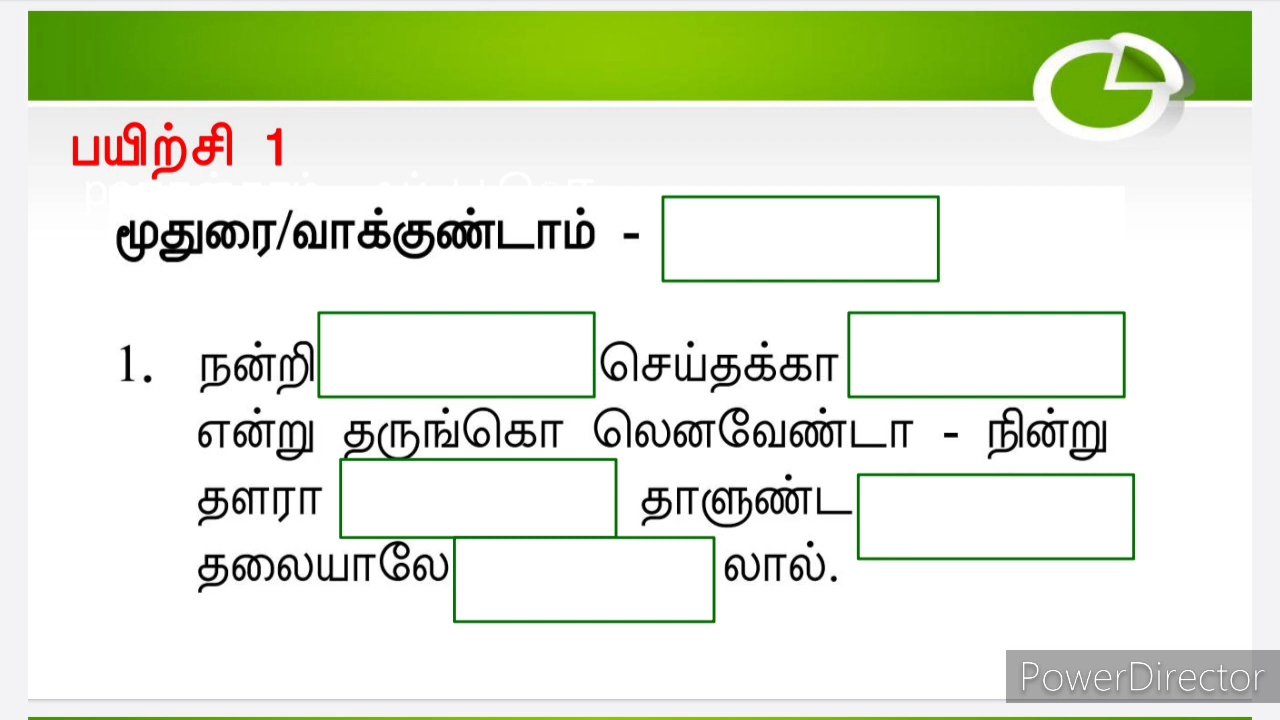 பயிற்சி 1
மூதுரை/வாக்குண்டாம் -
1. நன்றி செய்தக்கா
என்று தருங்கொ லெனவேண்டா - நின்று
தளரா தாளுண்ட
தலையாலே லால்.
PowerDirector